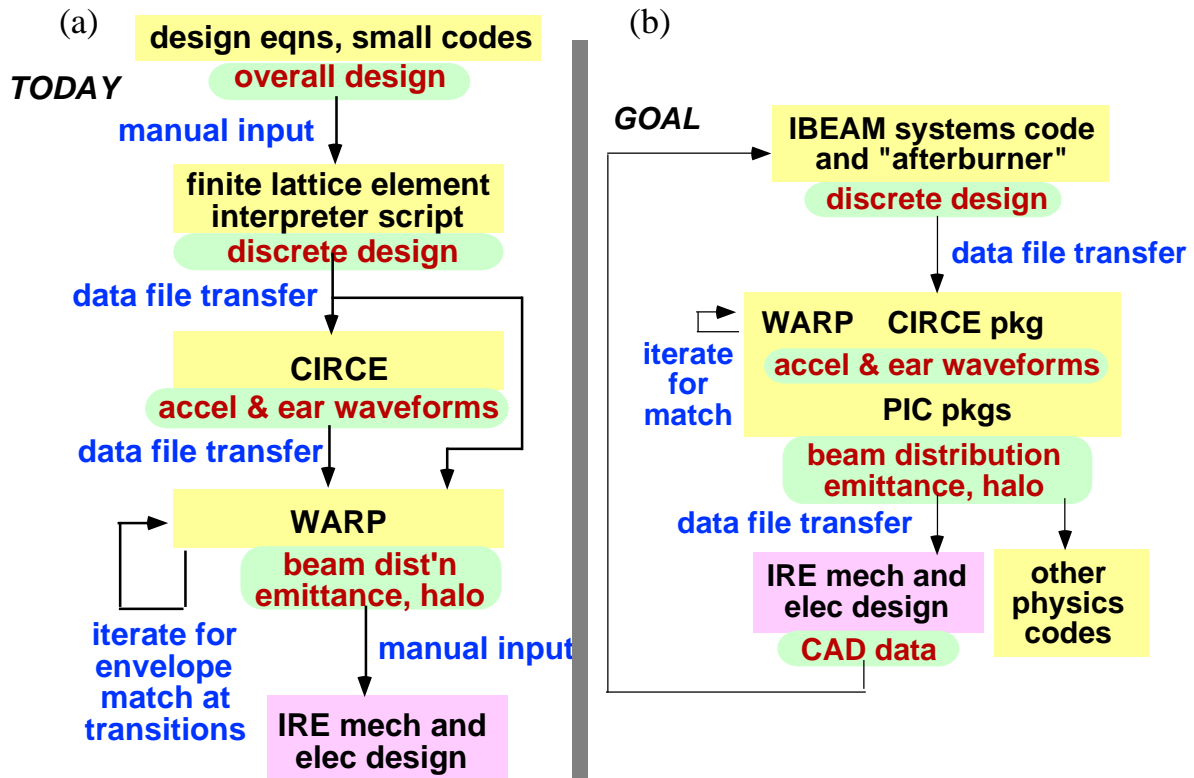 (a)
design eqns, small codes
overall design
TODAY
manual input
finite lattice element
interpreter script
discrete design
data file transfer
CIRCE
accel & ear waveforms
data file transfer
WARP
beam dist'n
emittance, halo
iterate for
envelope
match at
transitions
manual input
IRE mech and
elec design
(b)
GOAL
IBEAM systems code
and "afterburner"
discrete design
data file transfer
WARP CIRCE pkg
iterate
for
match
accel & ear waveforms
PIC pkgs
beam distribution
emittance, halo
data file transfer
IRE mech and
elec design
CAD data
other
physics
codes